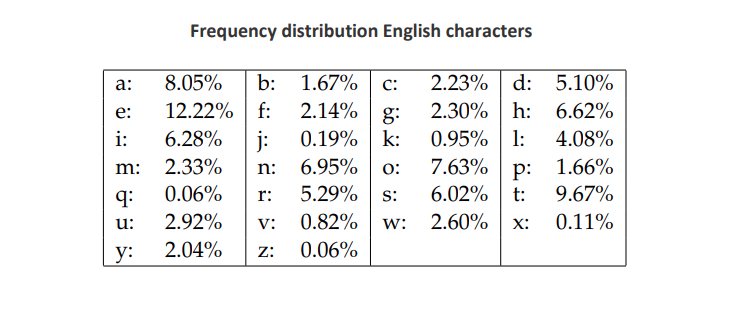 Frequency distribution English characters
a: 8.05% b: 1.67% c: 2.23% d: 5.10%
e: 12.22% f: 2.14% g: 2.30% h: 6.62%
i: 6.28% j: 0.19% k: 0.95% l: 4.08%
m: 2.33% n: 6.95% o: 7.63% p: 1.66%
q: 0.06% r: 5.29% s: 6.02% t: 9.67%
u: 2.92% v: 0.82% w: 2.60% x: 0.11%
y: 2.04% z: 0.06%